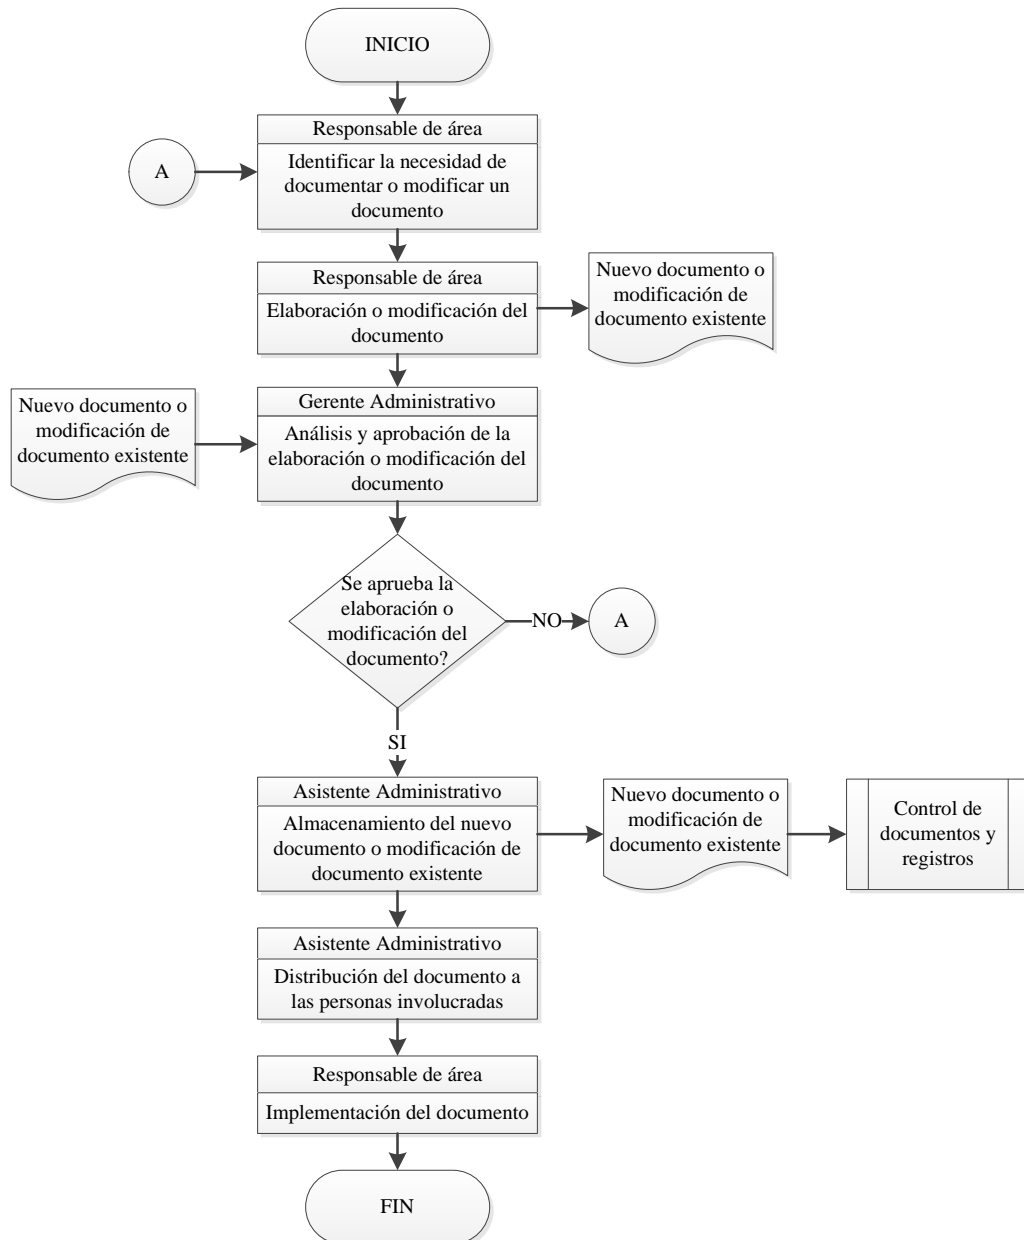 INICIO
Responsable de área
A
Identificar la necesidad de
documentar o modificar un
documento
Responsable de área
Elaboración o modificación del
documento
Nuevo documento o
modificación de
documento existente
Nuevo documento o
modificación de
documento existente
Gerente Administrativo
Análisis y aprobación de la
elaboración o modificación del
documento
Se aprueba la
elaboración o
modificación del
documento?
NO
A
SI
Asistente Administrativo
Almacenamiento del nuevo
documento o modificación de
documento existente
Nuevo documento o
modificación de
documento existente
Control de
documentos y
registros
Asistente Administrativo
Distribución del documento a
las personas involucradas
Responsable de área
Implementación del documento
FIN